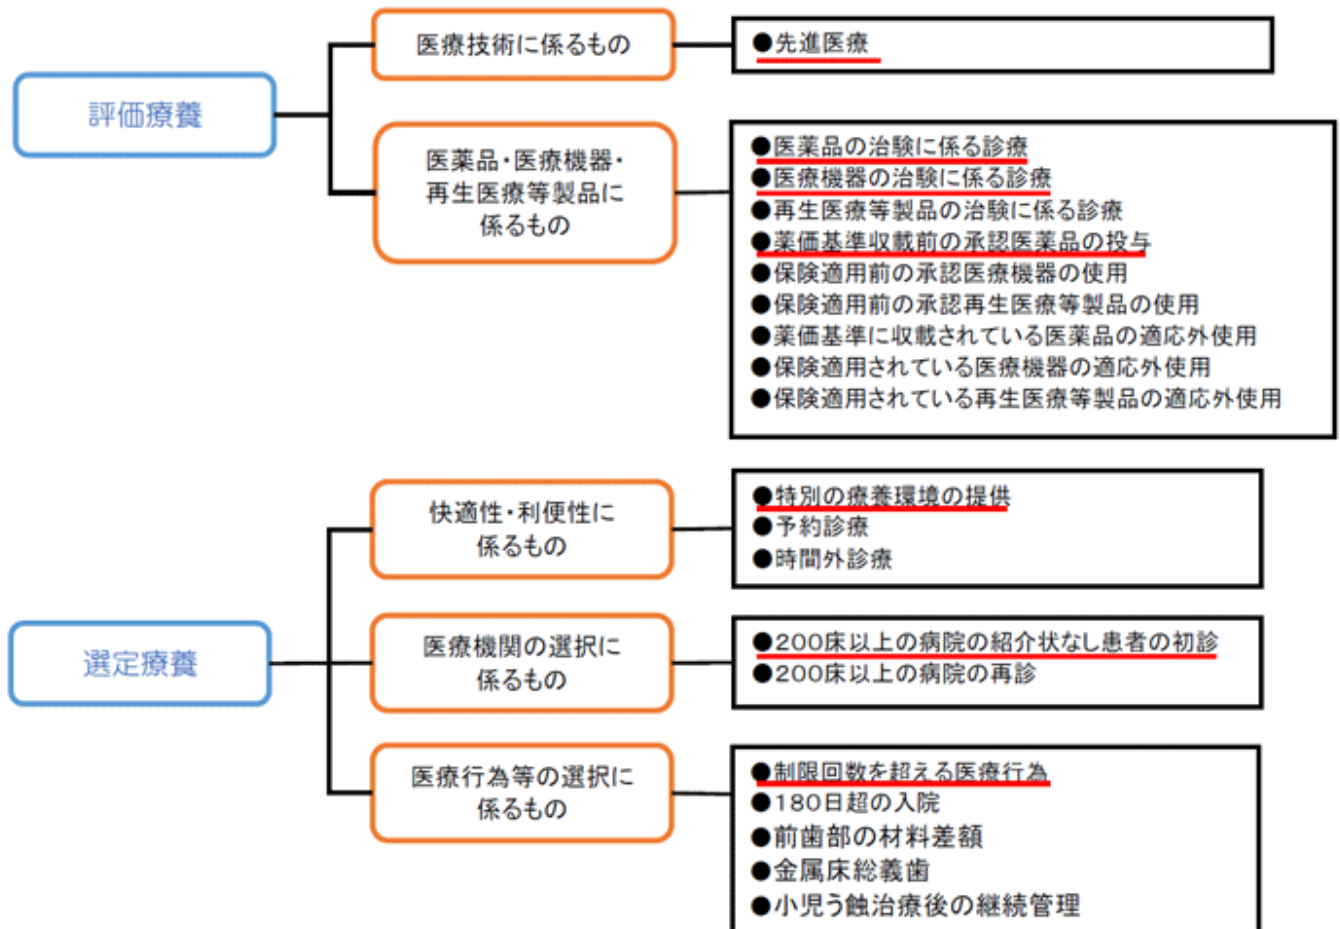 評価療養
医療技術に係るもの
●先進医療
医薬品・医療機器・
再生医療等製品に
係るもの
●医薬品の治験に係る診療
●医療機器の治験に係る診療
●再生医療等製品の治験に係る診療
●薬価基準収載前の承認医薬品の投与
●保険適用前の承認医療機器の使用
●保険適用前の承認再生医療等製品の使用
●薬価基準に収載されている医薬品の適応外使用
●保険適用されている医療機器の適応外使用
●保険適用されている再生医療等製品の適応外使用
選定療養
快適性・利便性に
係るもの
●特別の療養環境の提供
●予約診療
●時間外診療
医療機関の選択に
係るもの
●200床以上の病院の紹介状なし患者の初診
●200床以上の病院の再診
医療行為等の選択に
係るもの
●制限回数を超える医療行為
●180日超の入院
●前歯部の材料差額
●金属床総義歯
●小児う蝕治療後の継続管理